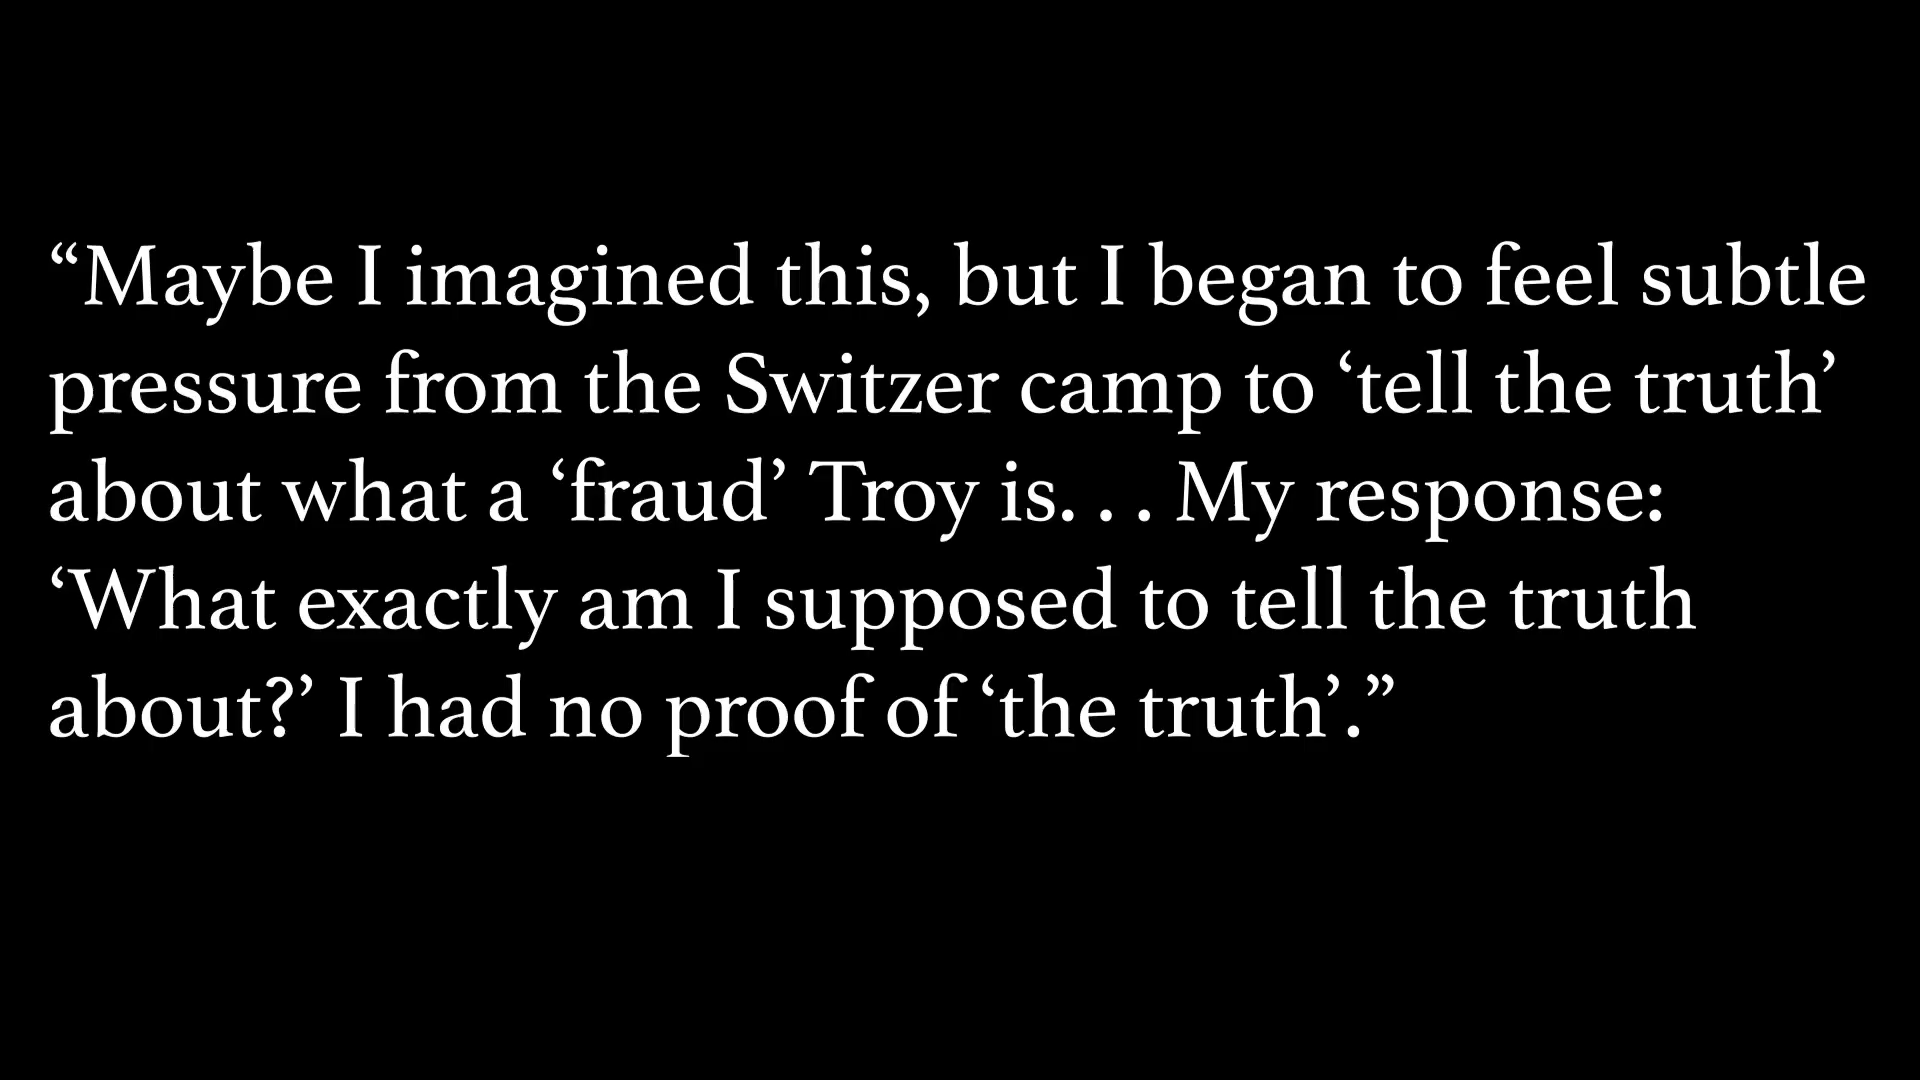 “Maybe I imagined this, but I began to feel subtle
pressure from the Switzer camp to ‘tell the truth’
about what a ‘fraud’ Troy is. . . My response:
‘What exactly am I supposed to tell the truth
about?’ I had no proof of ‘the truth’.”